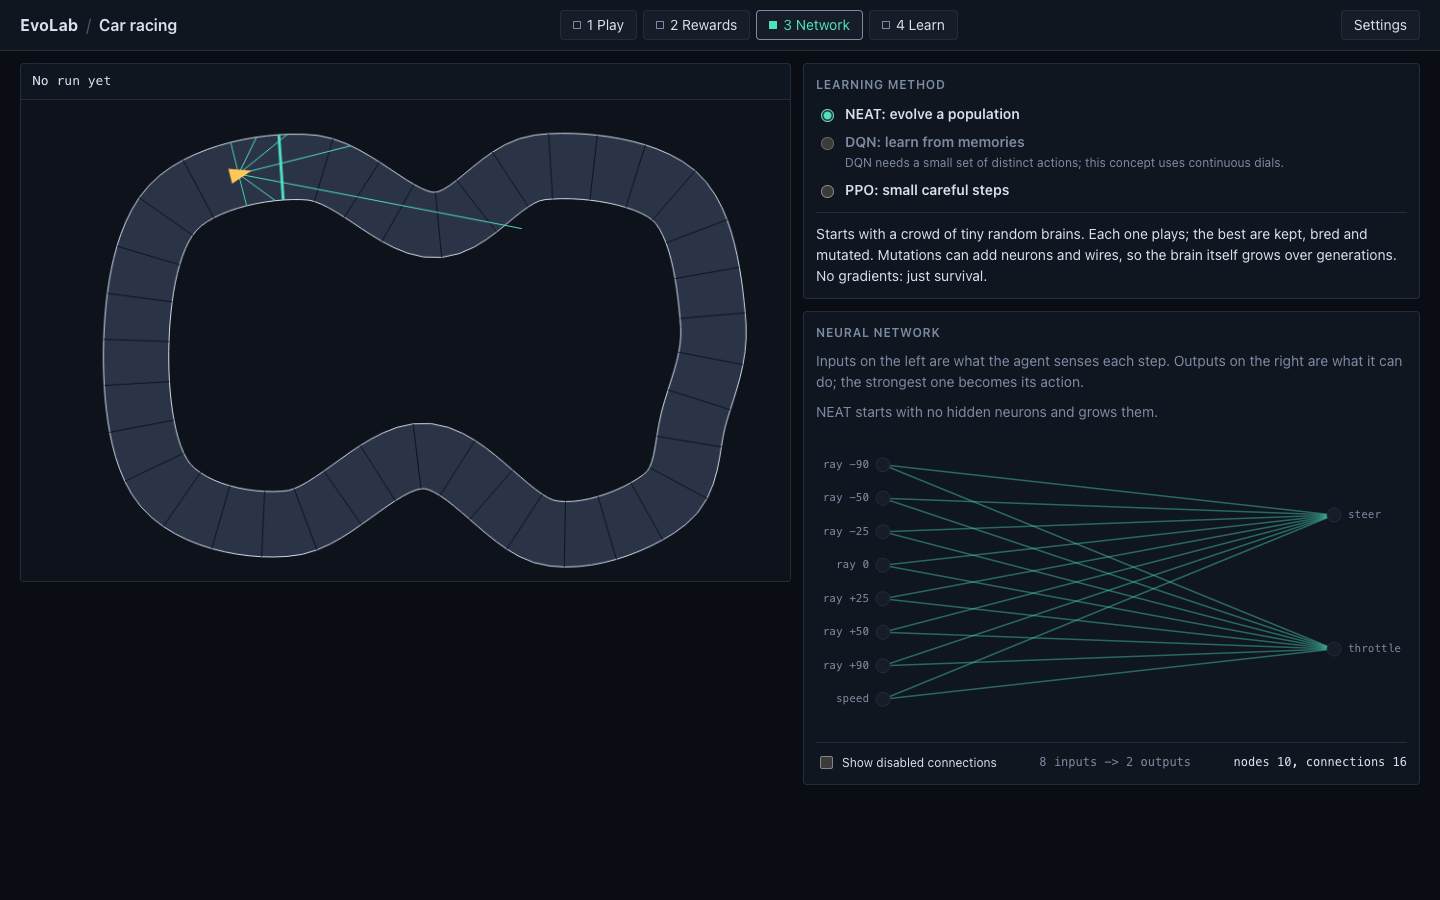 EvoLab / Car racing
1 Play
2 Rewards
3 Network
4 Learn
Settings
No run yet
LEARNING METHOD
NEAT: evolve a population
DQN: learn from memories
DQN needs a small set of distinct actions; this concept uses continuous dials.
PPO: small careful steps
Starts with a crowd of tiny random brains. Each one plays; the best are kept, bred and
mutated. Mutations can add neurons and wires, so the brain itself grows over generations.
No gradients: just survival.
NEURAL NETWORK
Inputs on the left are what the agent senses each step. Outputs on the right are what it can
do; the strongest one becomes its action.
NEAT starts with no hidden neurons and grows them.
ray −90
ray −50
ray −25
ray 0
ray +25
ray +50
ray +90
speed
steer
throttle
Show disabled connections
8 inputs −> 2 outputs
nodes 10, connections 16